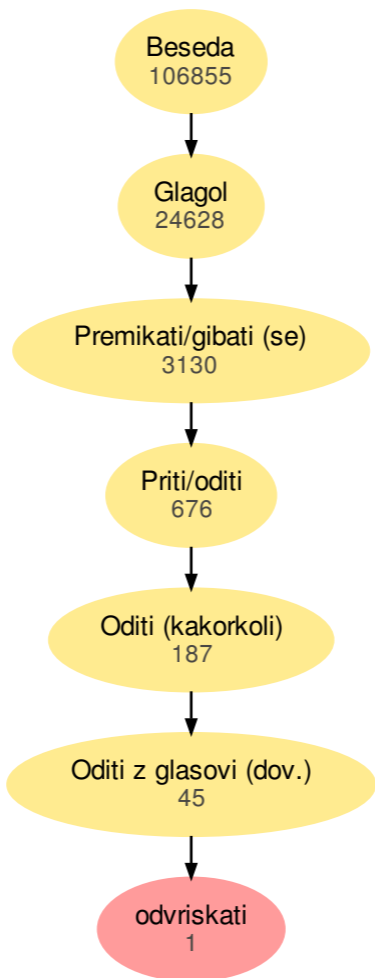 Beseda
106855
Glagol
24628
Premikati/gibati (se)
3130
Priti/oditi
676
Oditi (kakorkoli)
187
Oditi z glasovi (dov.)
45
odvriskati
1